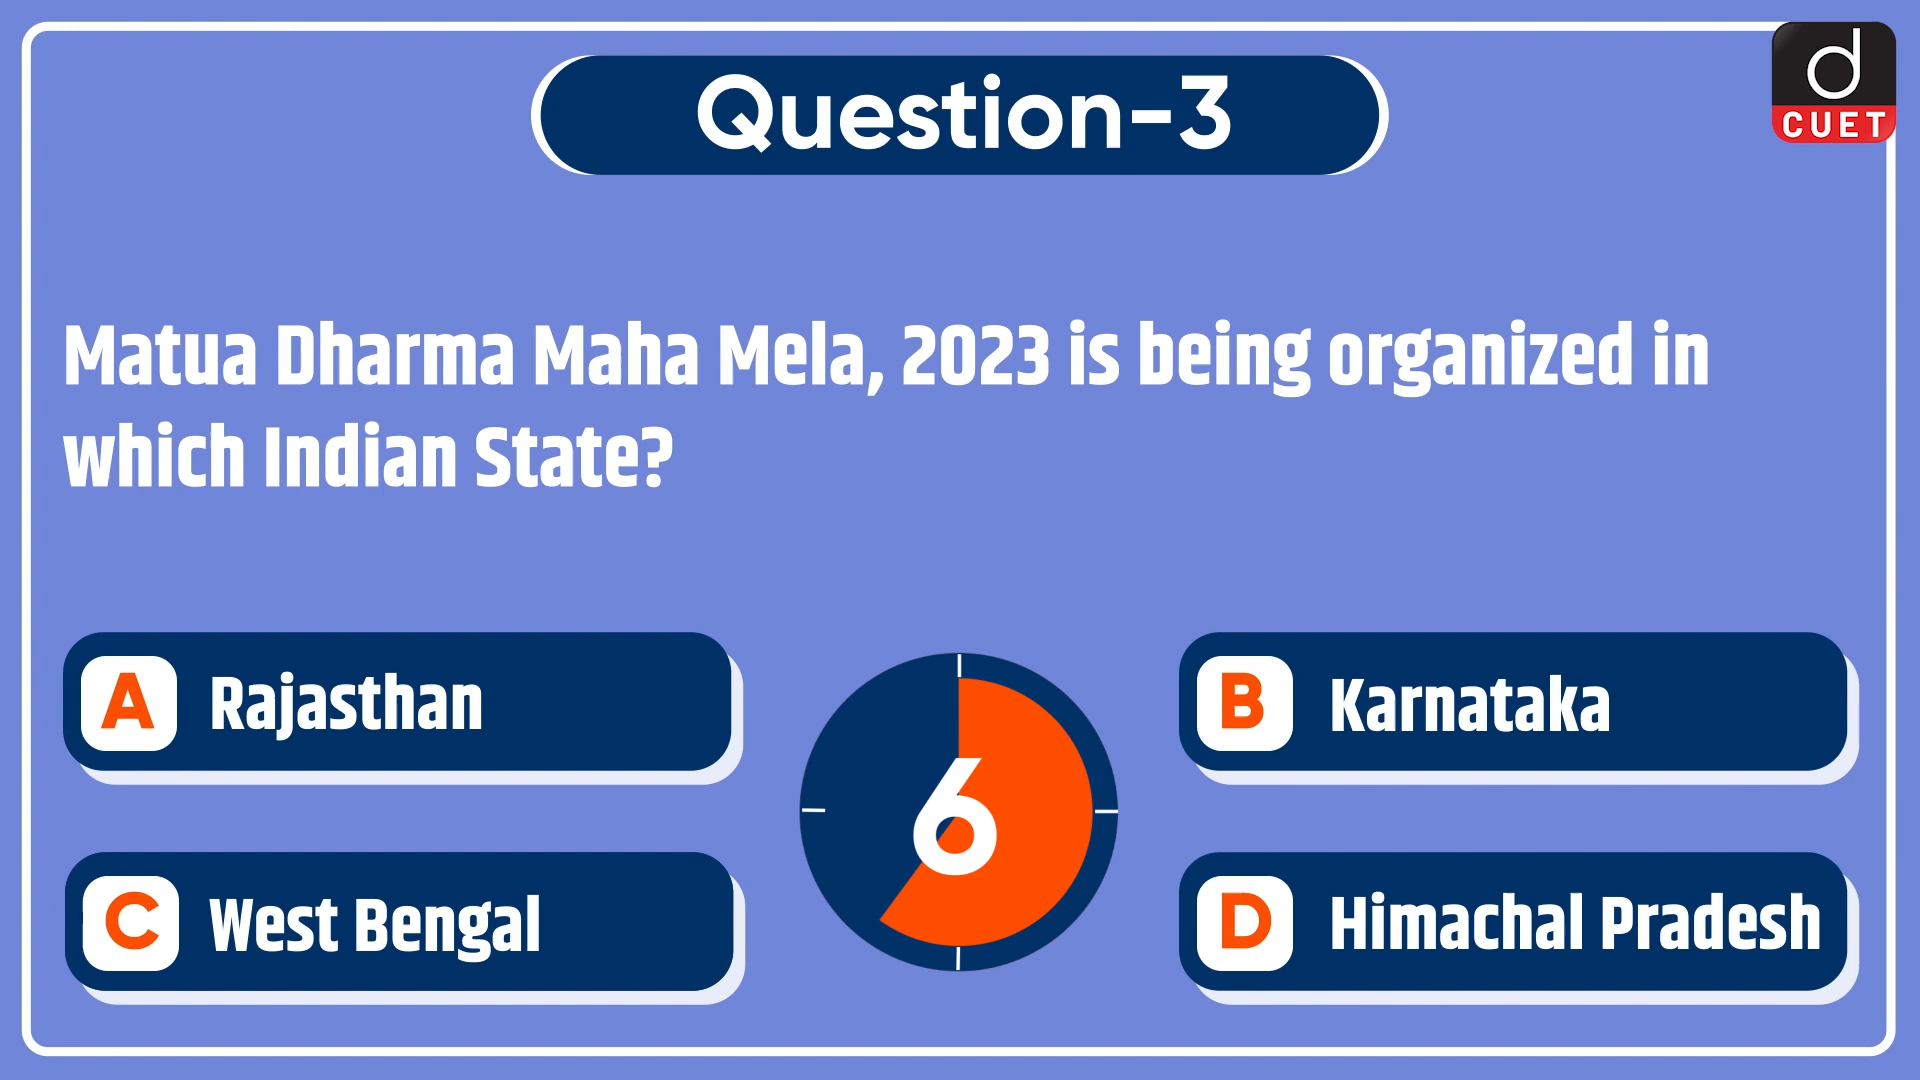 Question-3
d
CUET
Matua Dharma Maha Mela, 2023 is being organized in
which Indian State?
A Rajasthan
B Karnataka
6
C West Bengal
D Himachal Pradesh